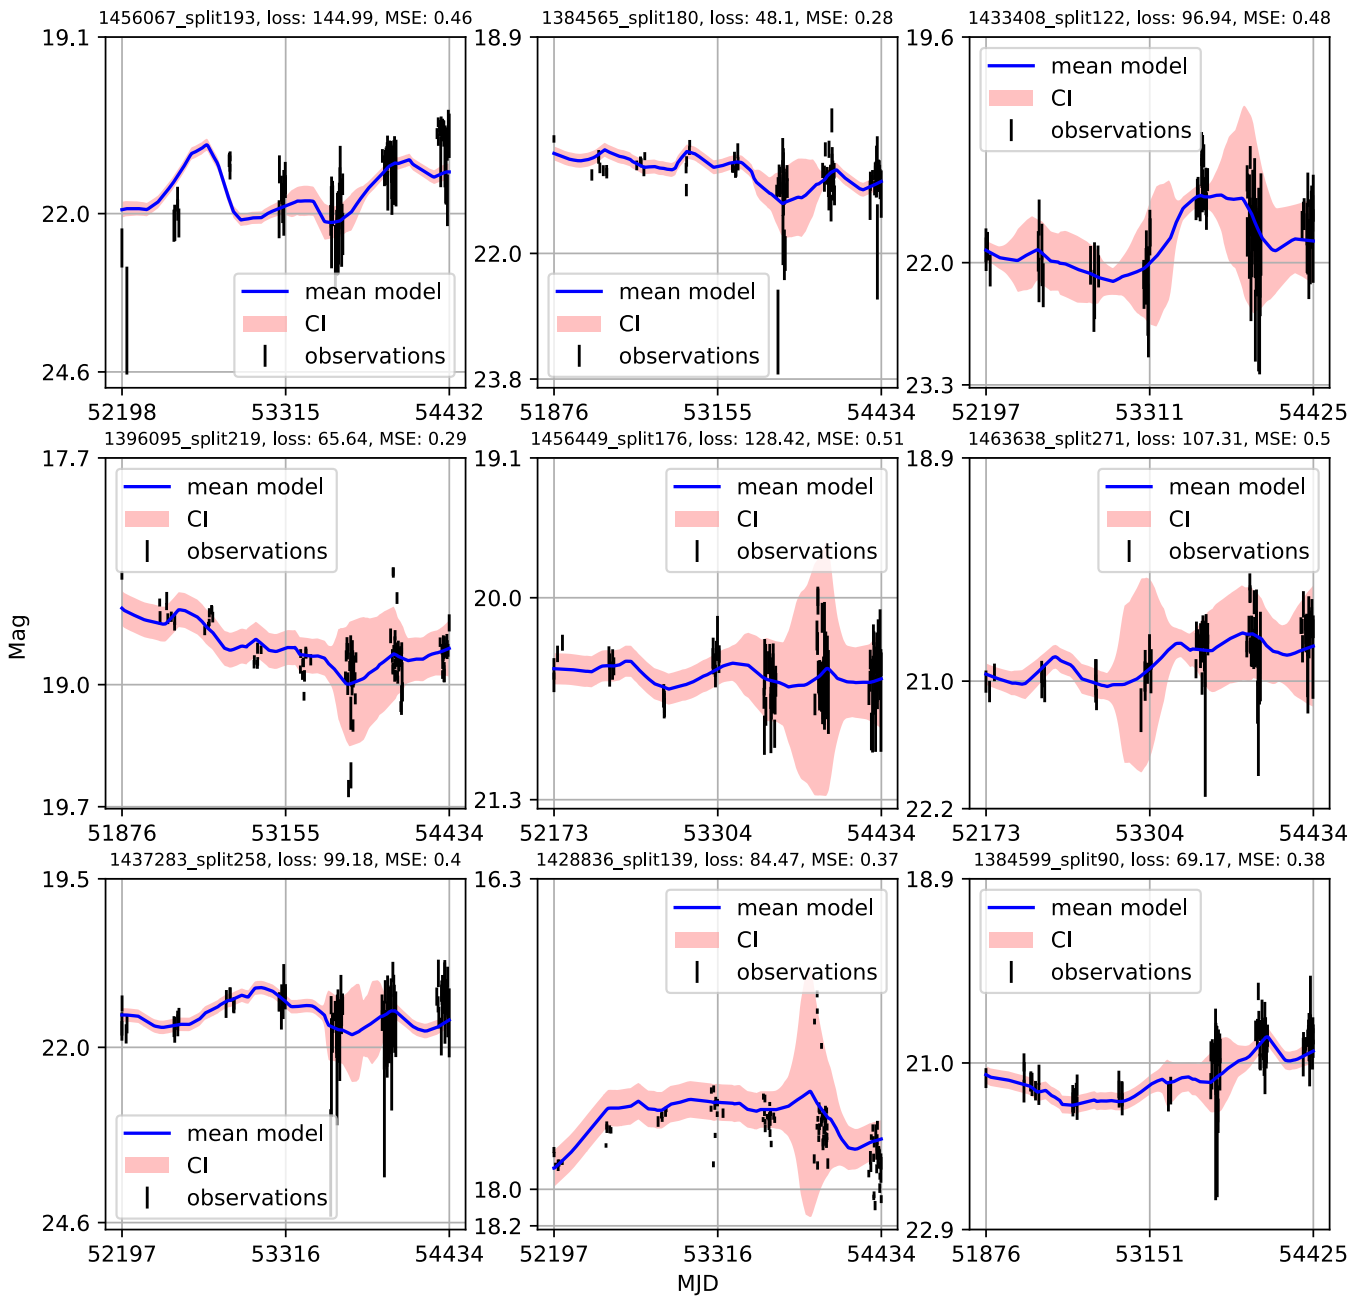 1456067_split193, loss: 144.99, MSE: 0.46
19.1
22.0
24.6
mean model
CI
observations
52198
53315
54432
1384565_split180, loss: 48.1, MSE: 0.28
18.9
22.0
23.8
mean model
CI
observations
51876
53155
54434
1433408_split122, loss: 96.94, MSE: 0.48
19.6
22.0
23.3
mean model
CI
observations
52197
53311
54425
1396095_split219, loss: 65.64, MSE: 0.29
17.7
19.0
19.7
mean model
CI
observations
51876
53155
54434
1456449_split176, loss: 128.42, MSE: 0.51
19.1
20.0
21.3
mean model
CI
observations
52173
53304
54434
1463638_split271, loss: 107.31, MSE: 0.5
18.9
21.0
22.2
mean model
CI
observations
52173
53304
54434
Mag
1437283_split258, loss: 99.18, MSE: 0.4
19.5
22.0
24.6
mean model
CI
observations
52197
53316
54434
1428836_split139, loss: 84.47, MSE: 0.37
16.3
18.0
18.2
mean model
CI
observations
52197
53316
54434
1384599_split90, loss: 69.17, MSE: 0.38
18.9
21.0
22.9
mean model
CI
observations
51876
53151
54425
MJD